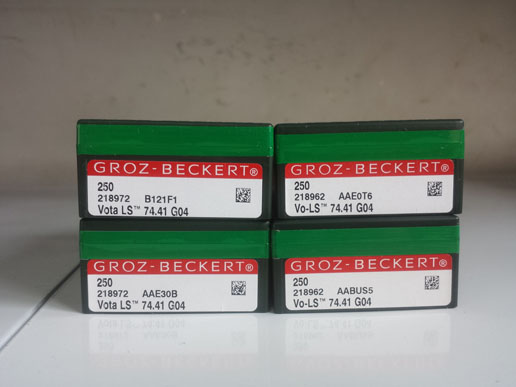 GROZ-BECKERT®
250
218972 B121F1
Vota LS™ 74.41 G04
GROZ-BECKERT®
250
218962 AAE0T6
Vo-LS™ 74.41 G04
GROZ-BECKERT®
250
218972 AAE30B
Vota LS™ 74.41 G04
GROZ-BECKERT®
250
218962 AABUS5
Vo-LS™ 74.41 G04